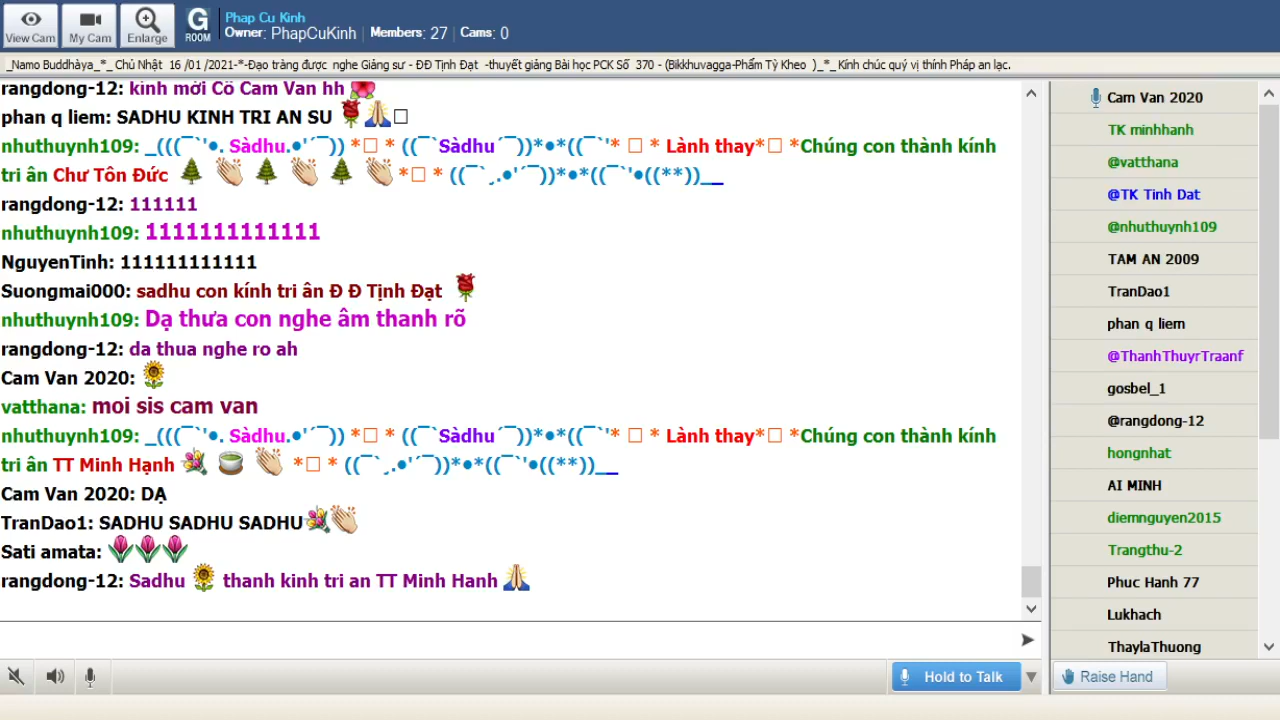 View Cam
My Cam
Enlarge
G
ROOM
Phap Cu Kinh
Owner: PhapCuKinh | Members: 27 | Cams: 0
_Namo Buddhàya_*_ Chủ Nhật 16 /01 /2021-*-Đạo tràng được nghe Giảng sư - ĐĐ Tịnh Đạt -thuyết giảng Bài học PCK Số 370 - (Bikkhuvagga-Phẩm Tỳ Kheo )_*_ Kính chúc quý vị thính Pháp an lạc.
rangdong-12: kinh mời Cô Cam Van hh
phan q liem: SADHU KINH TRI AN SU
nhuthuynh109: _(((¯`'•. Sàdhu.•'´¯)) *□ * ((¯`Sàdhu´¯))*•*((¯`'* □ * Lành thay*□ *Chúng con thành kính
tri ân Chư Tôn Đức *□ * ((¯`¸.•'´¯))*•*((¯`'•((**))__
rangdong-12: 111111
nhuthuynh109: 1111111111111
NguyenTinh: 111111111111
Suongmai000: sadhu con kính tri ân Đ Đ Tịnh Đạt
nhuthuynh109: Dạ thưa con nghe âm thanh rõ
rangdong-12: da thua nghe ro ah
Cam Van 2020:
vatthana: moi sis cam van
nhuthuynh109: _(((¯`'•. Sàdhu.•'´¯)) *□ * ((¯`Sàdhu´¯))*•*((¯`'* □ * Lành thay*□ *Chúng con thành kính
tri ân TT Minh Hạnh *□ * ((¯`¸.•'´¯))*•*((¯`'•((**))__
Cam Van 2020: DẠ
TranDao1: SADHU SADHU SADHU
Sati amata:
rangdong-12: Sadhu thanh kinh tri an TT Minh Hanh
Hold to Talk
Cam Van 2020
TK minhhanh
@vatthana
@TK Tinh Dat
@nhuthuynh109
TAM AN 2009
TranDao1
phan q liem
@ThanhThuyrTraanf
gosbel_1
@rangdong-12
hongnhat
AI MINH
diemnguyen2015
Trangthu-2
Phuc Hanh 77
Lukhach
ThaylaThuong
Raise Hand